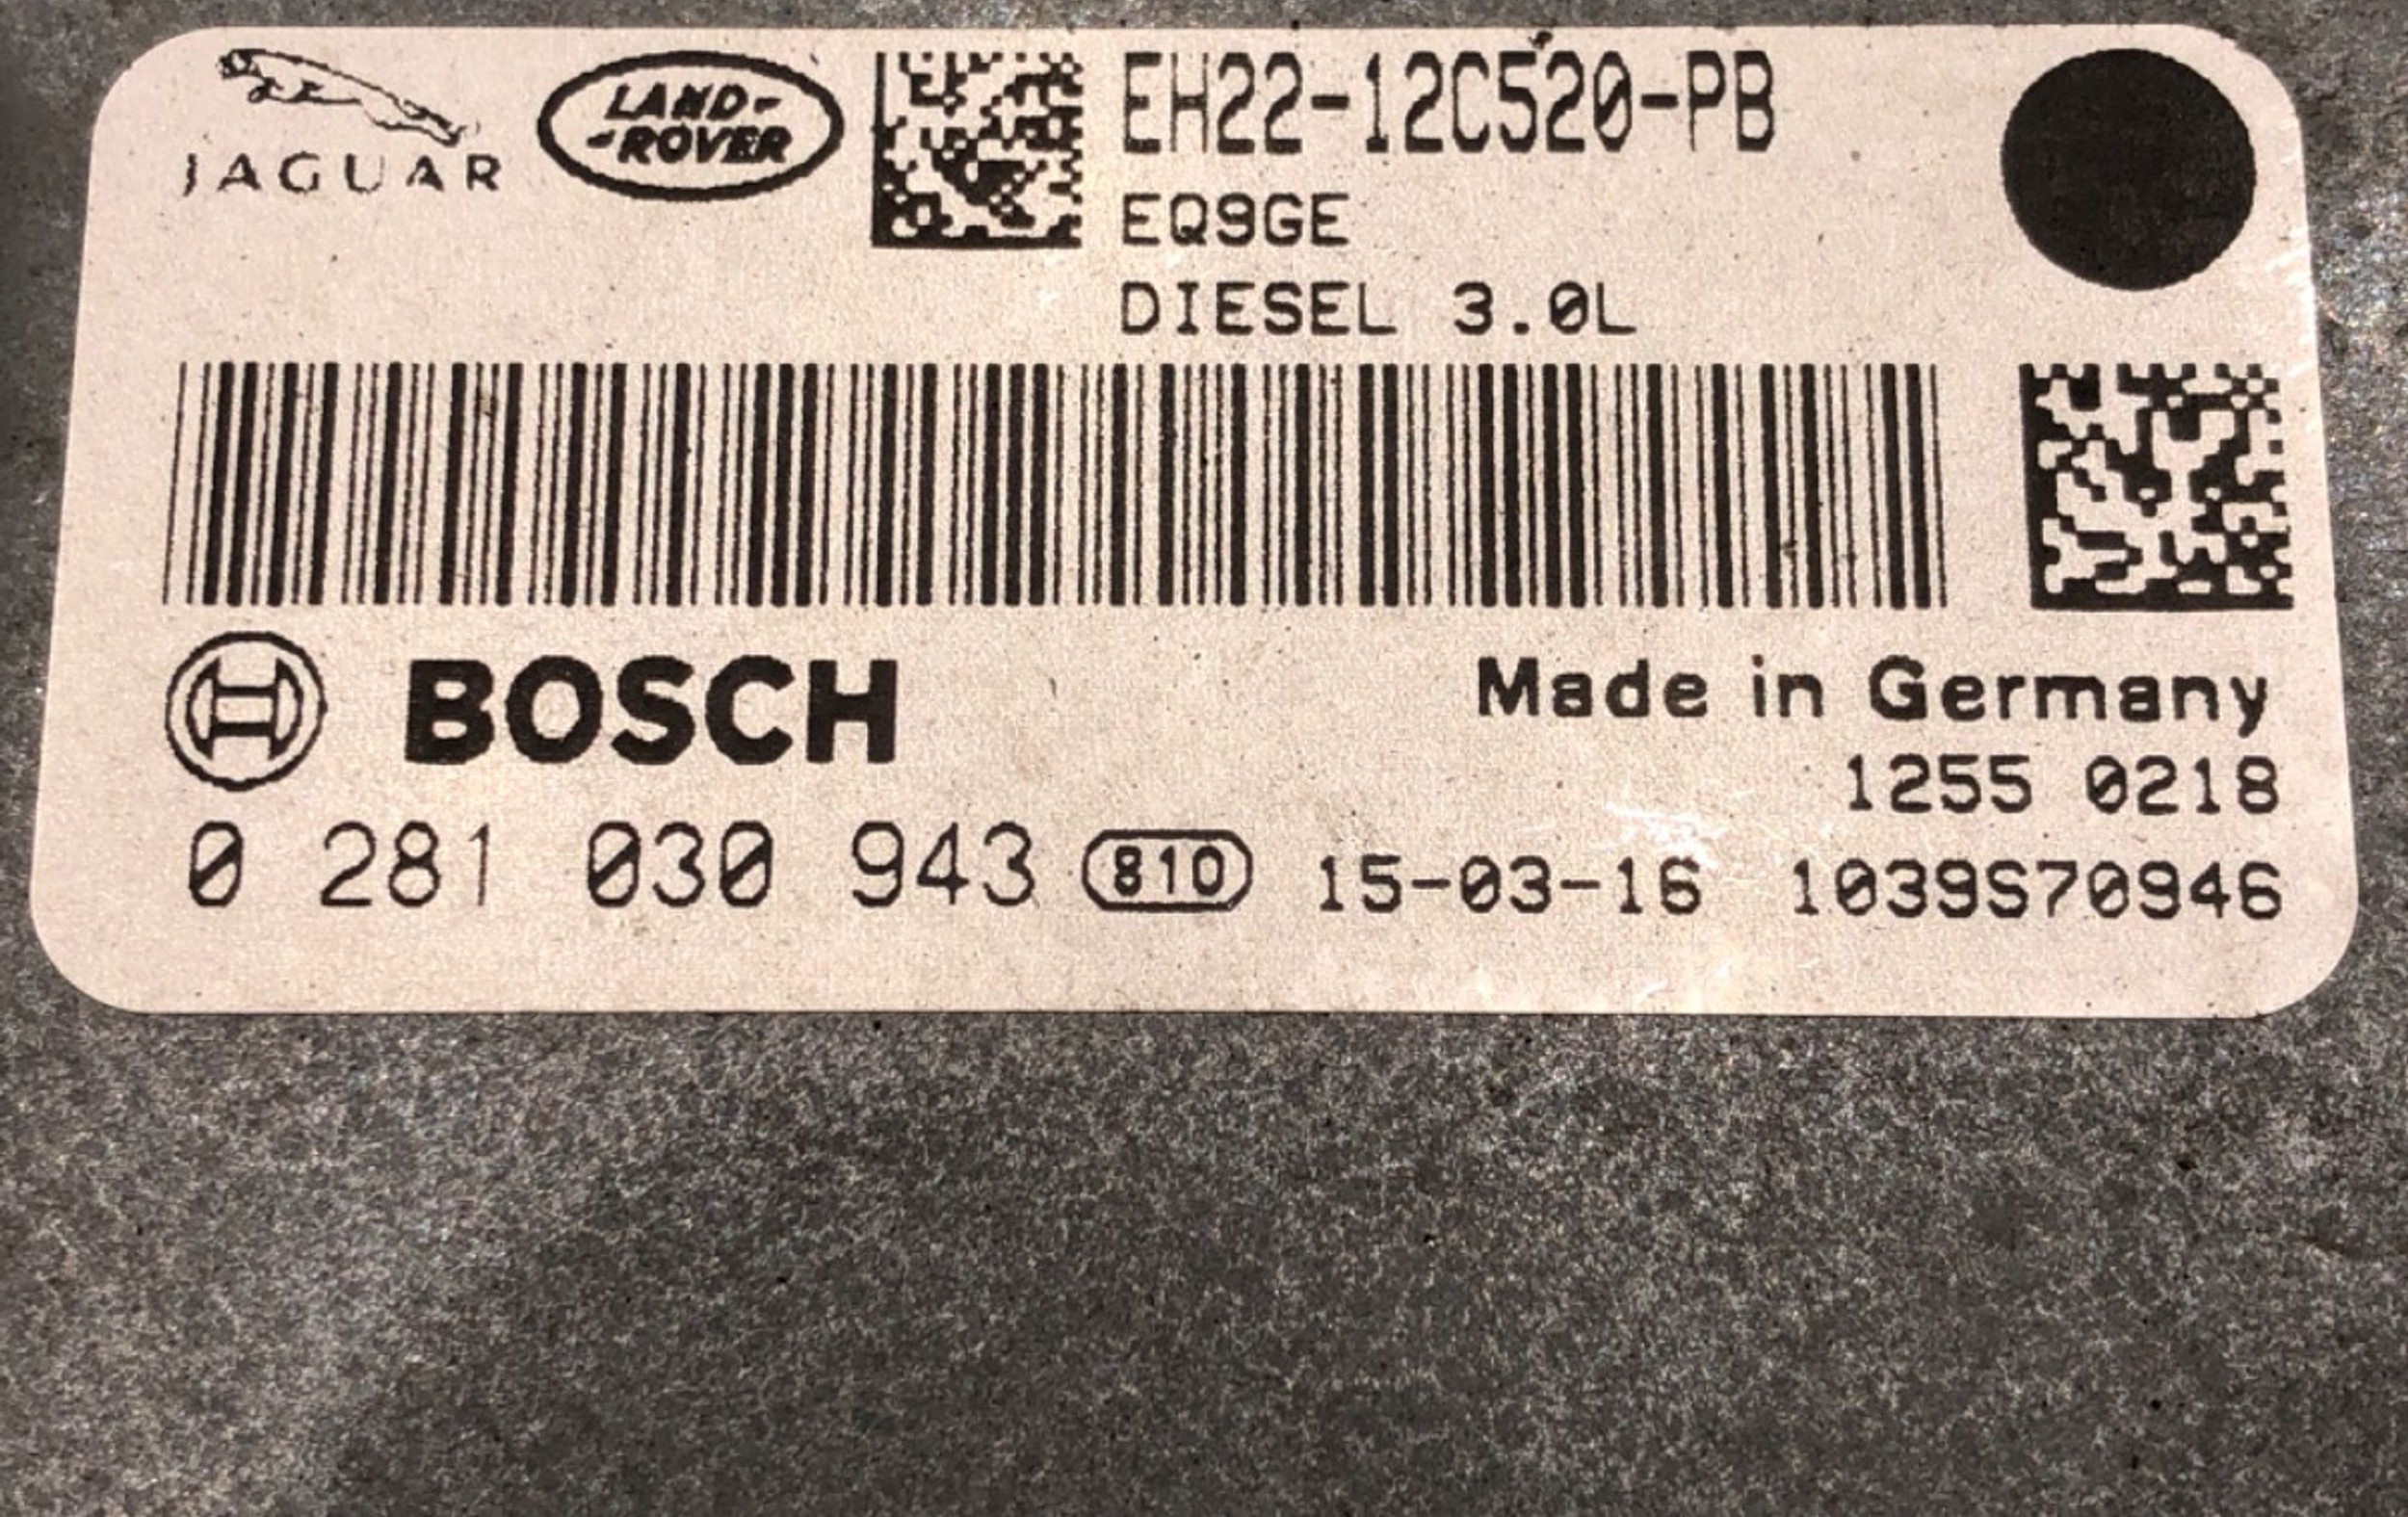 JAGUAR
LAND-
-ROVER
EH22-12C520-PB
EQ9GE
DIESEL 3.0L
BOSCH
Made in Germany
1255 0218
0 281 030 943 810 15-03-16 1039S70946